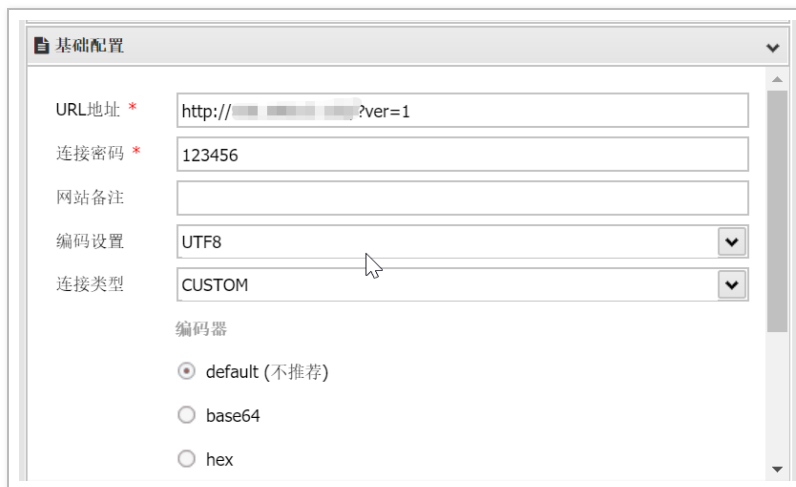 基础配置
URL地址 * http:// ?ver=1
连接密码 * 123456
网站备注
编码设置 UTF8
连接类型 CUSTOM
编码器
default (不推荐)
base64
hex